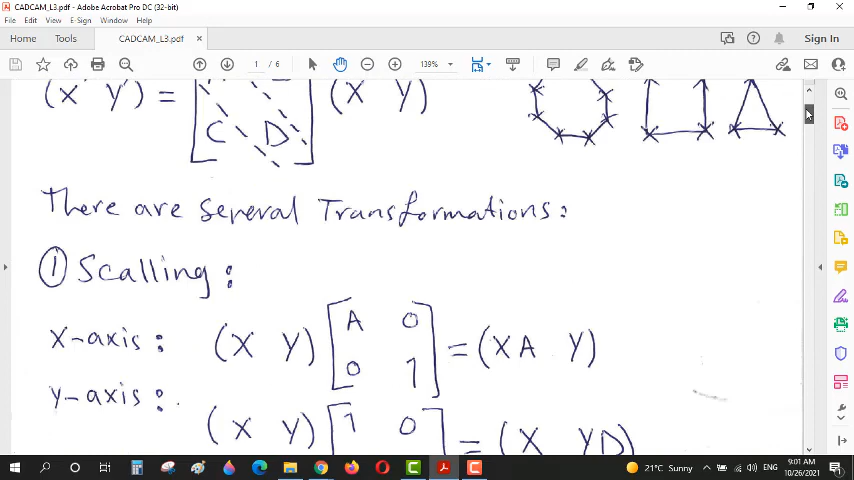 CADCAM_L3.pdf - Adobe Acrobat Pro DC (32-bit)
File Edit View E-Sign Window Help
Home Tools CADCAM_L3.pdf × Sign In
1 / 6 139%
(X' Y') = [ C D ] (X Y)
There are several Transformations:
① Scalling:
X-axis: (X Y) [ A 0
0 1 ] = (XA Y)
Y-axis: (X Y) [ 1 0 = (X YD)
21°C Sunny ENG 9:01 AM
10/26/2021